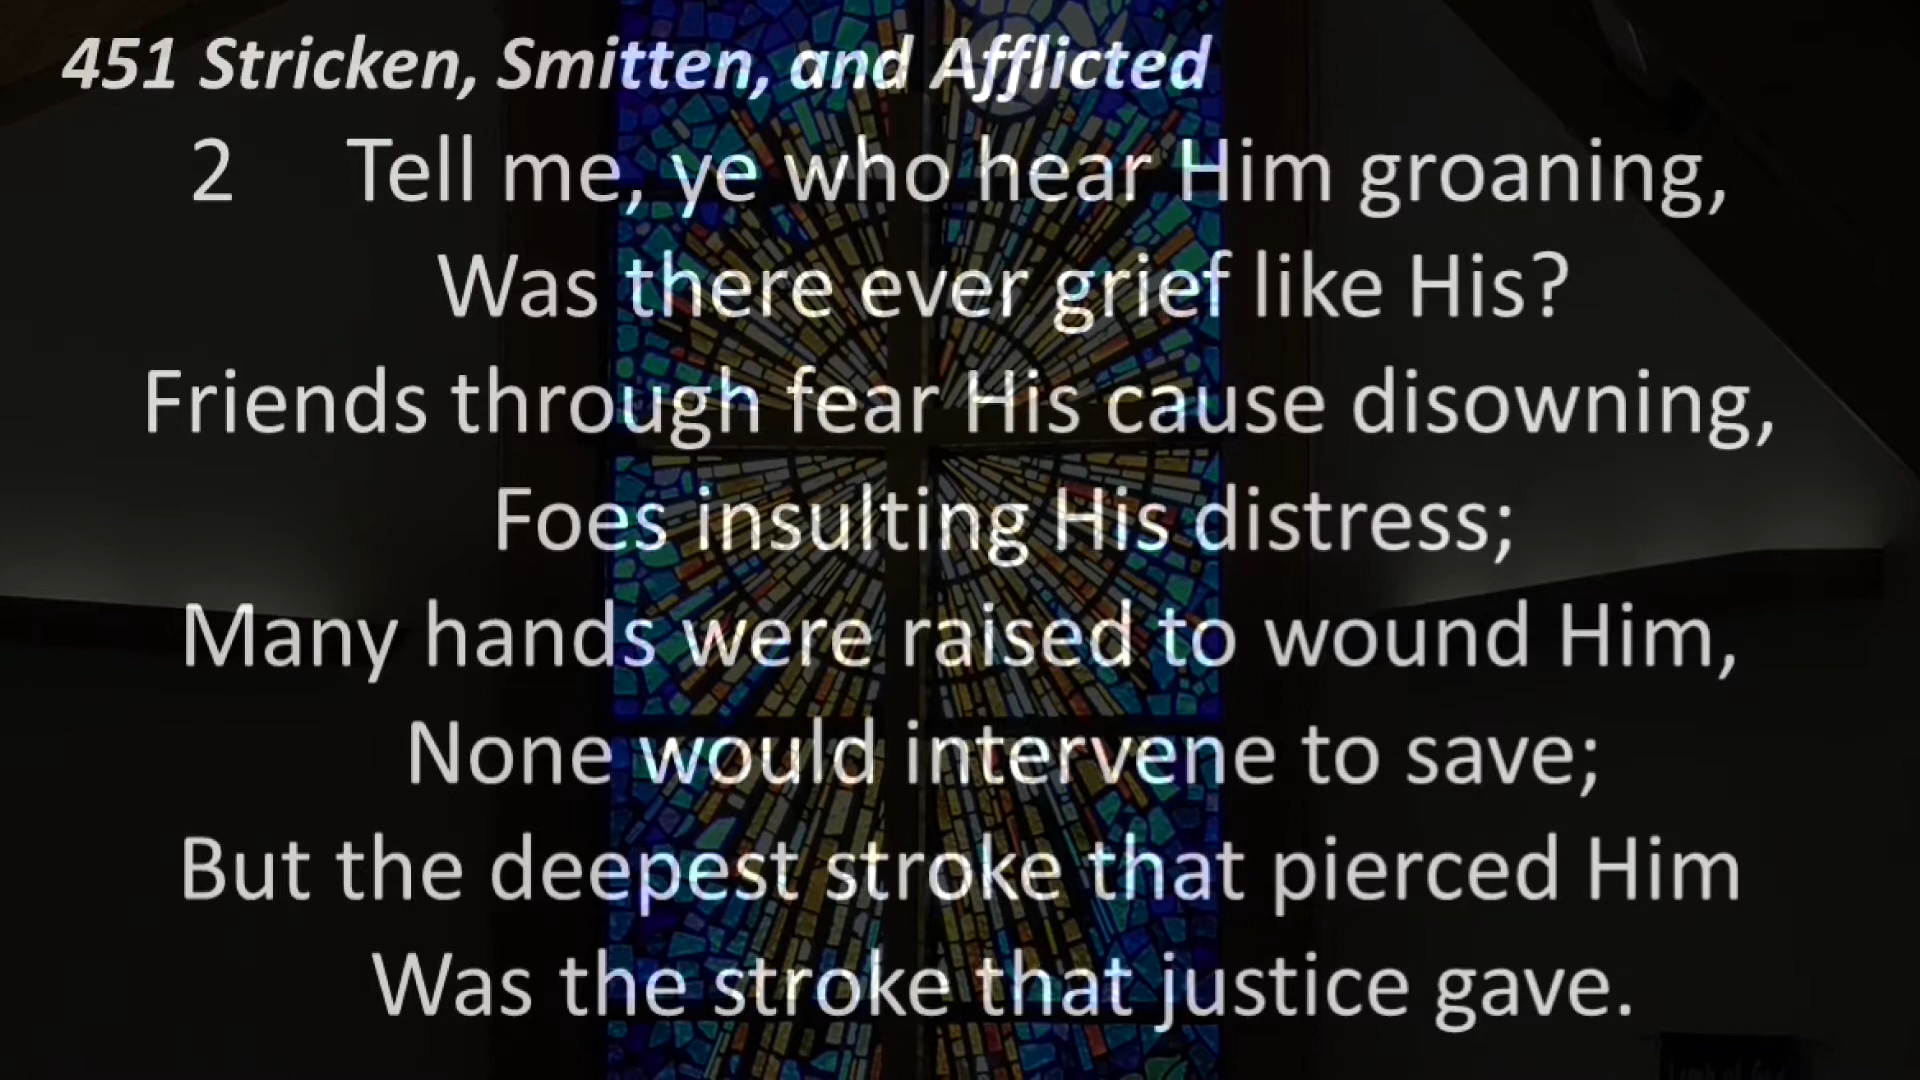 451 Stricken, Smitten, and Afflicted
2 Tell me, ye who hear Him groaning,
Was there ever grief like His?
Friends through fear His cause disowning,
Foes insulting His distress;
Many hands were raised to wound Him,
None would intervene to save;
But the deepest stroke that pierced Him
Was the stroke that justice gave.